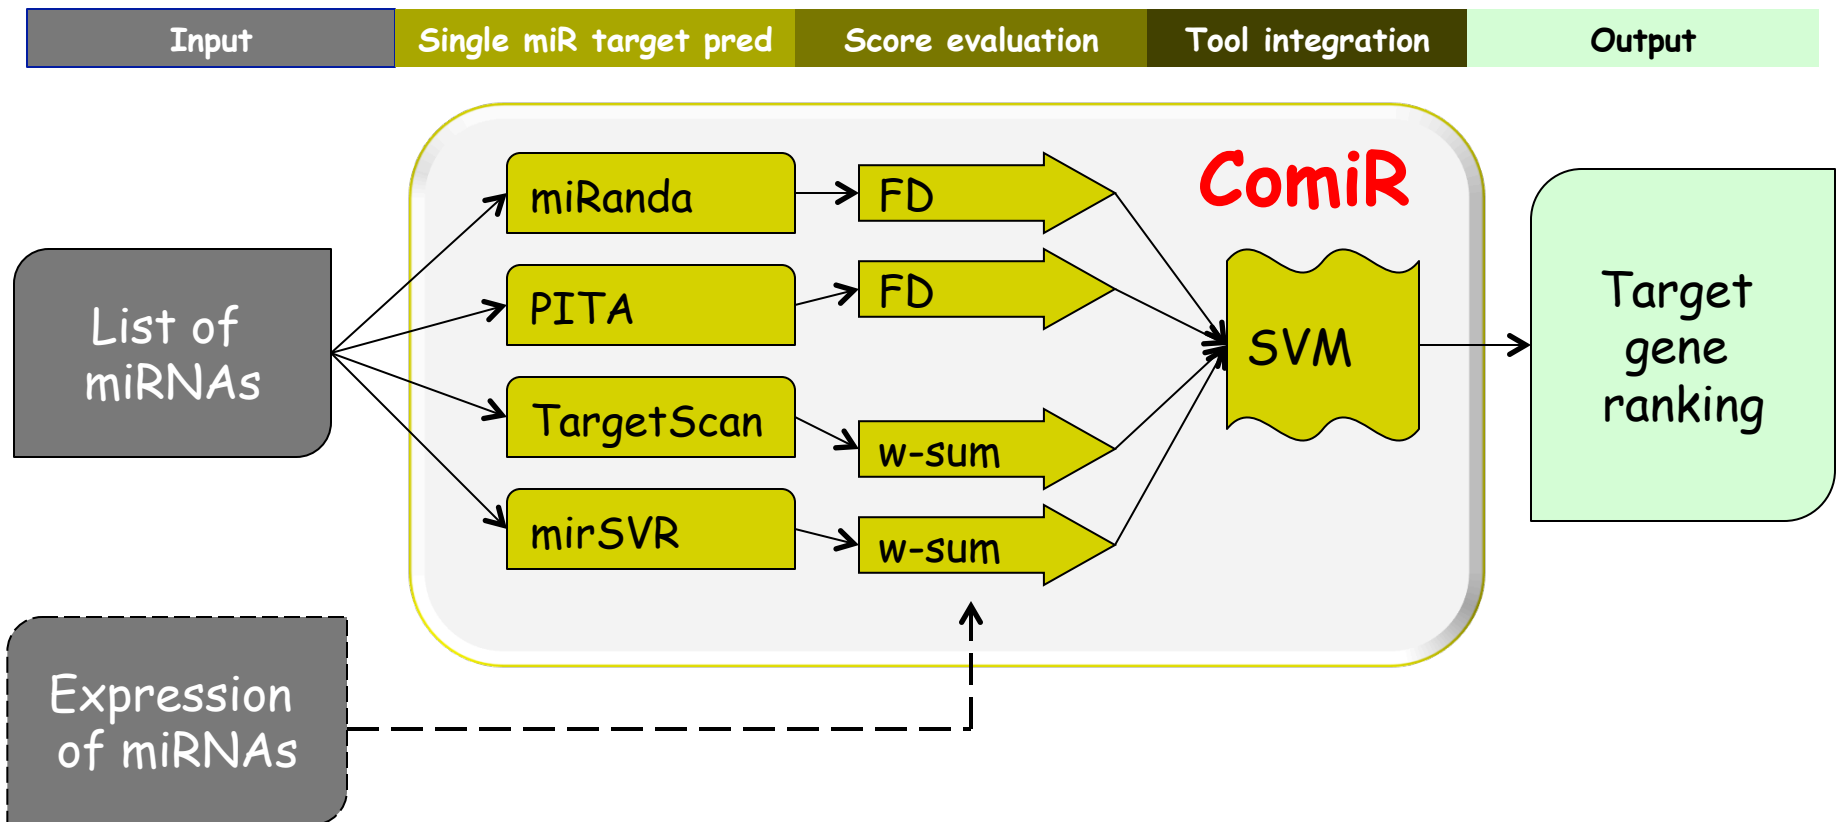 Input
Single miR target pred
Score evaluation
Tool integration
Output
ComiR
miRanda
FD
PITA
FD
List of
miRNAs
TargetScan
w-sum
SVM
Target
gene
ranking
mirSVR
w-sum
Expression
of miRNAs